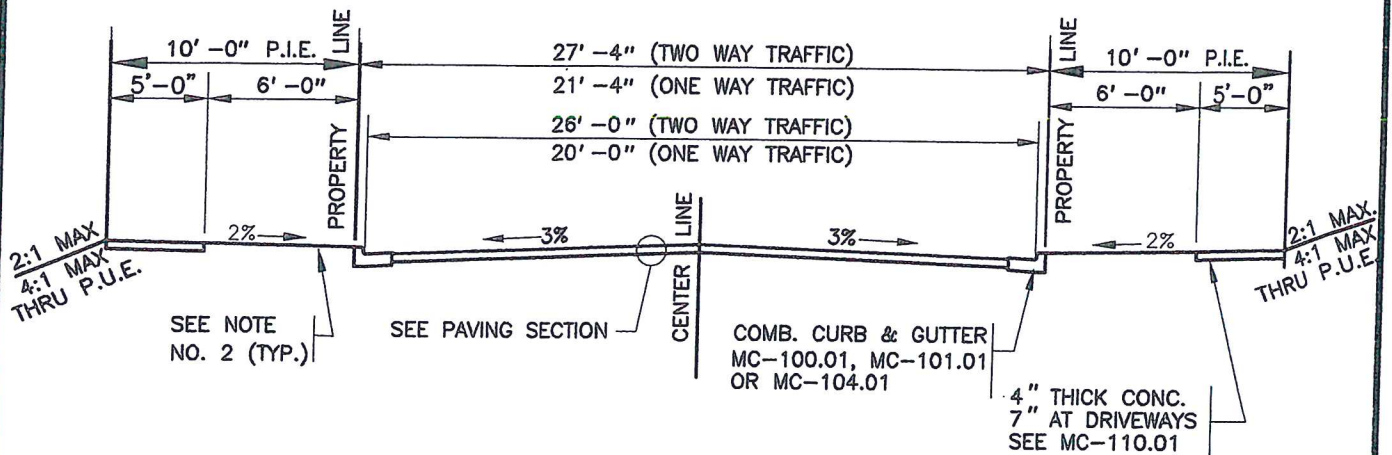 10'-0" P.I.E.
5'-0"
6'-0"
PROPERTY LINE
27'-4" (TWO WAY TRAFFIC)
21'-4" (ONE WAY TRAFFIC)
26'-0" (TWO WAY TRAFFIC)
20'-0" (ONE WAY TRAFFIC)
PROPERTY LINE
10'-0" P.I.E.
6'-0"
5'-0"
2:1 MAX
4:1 MAX
THRU P.U.E.
2%
3%
CENTER LINE
3%
2%
2:1 MAX.
4:1 MAX
THRU P.U.E.
SEE NOTE
NO. 2 (TYP.)
SEE PAVING SECTION
COMB. CURB & GUTTER
MC-100.01, MC-101.01
OR MC-104.01
4" THICK CONC.
7" AT DRIVEWAYS
SEE MC-110.01